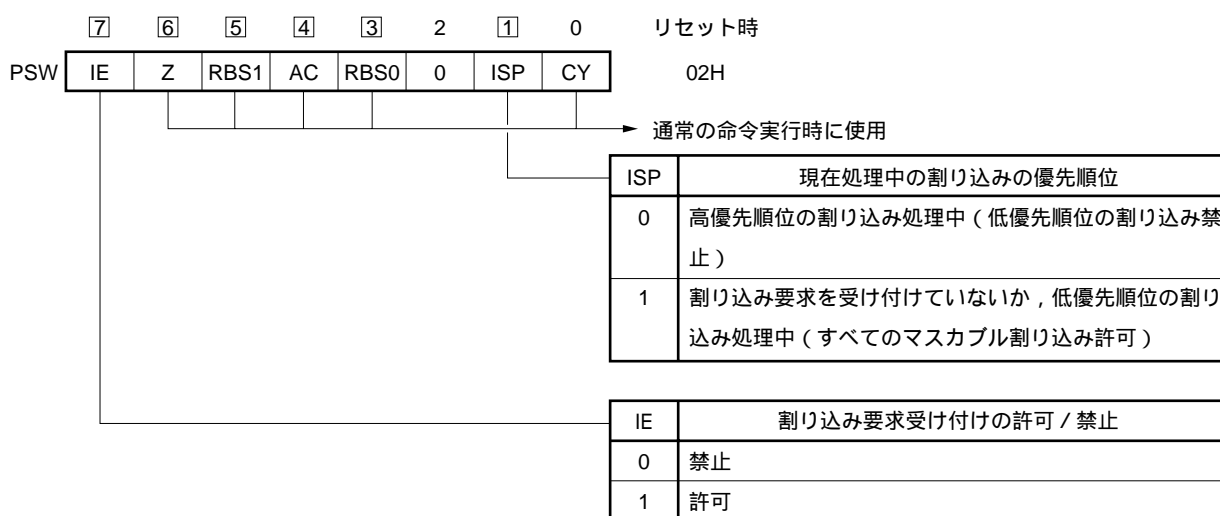 7 6 5 4 3 2 1 0 リセット時
PSW IE Z RBS1 AC RBS0 0 ISP CY 02H
通常の命令実行時に使用
ISP 現在処理中の割り込みの優先順位
0 高優先順位の割り込み処理中（低優先順位の割り込み禁
止）
1 割り込み要求を受け付けていないか，低優先順位の割り
込み処理中（すべてのマスカブル割り込み許可）
IE 割り込み要求受け付けの許可／禁止
0 禁止
1 許可